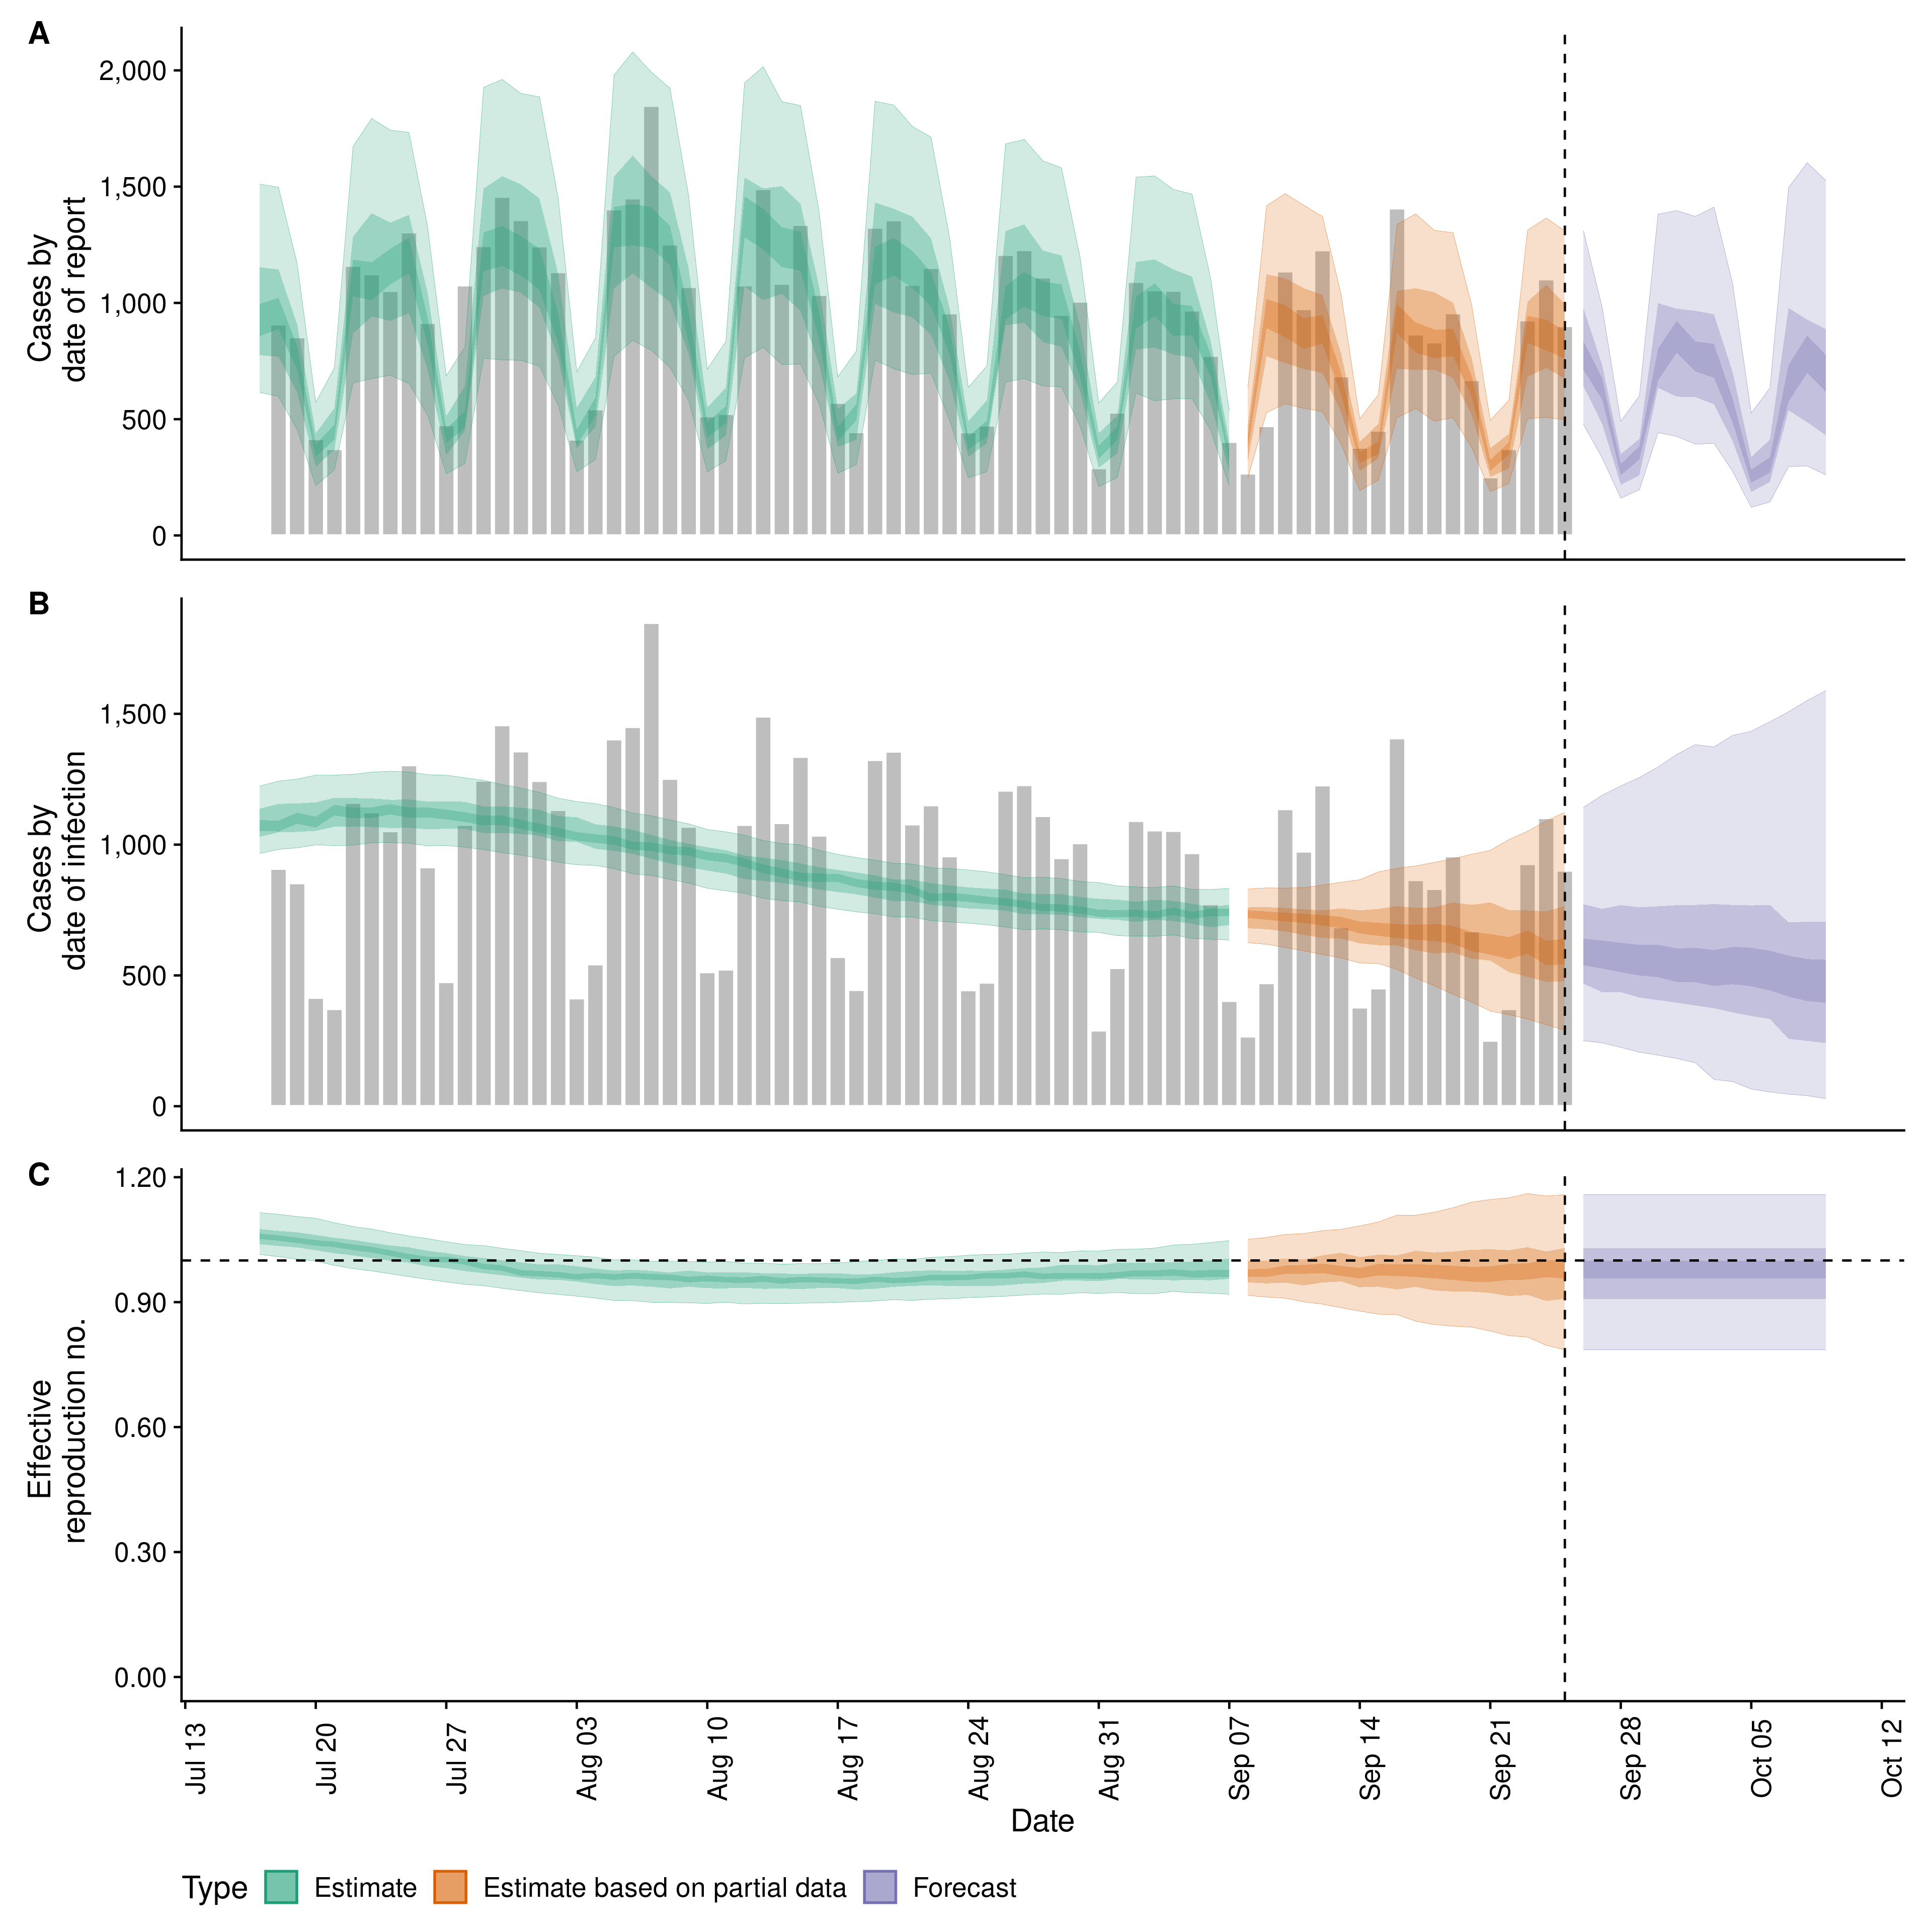 A
Cases by
date of report
2,000
1,500
1,000
500
0
B
Cases by
date of infection
1,500
1,000
500
0
C
Effective
reproduction no.
1.20
0.90
0.60
0.30
0.00
Jul 13
Jul 20
Jul 27
Aug 03
Aug 10
Aug 17
Aug 24
Aug 31
Sep 07
Sep 14
Sep 21
Sep 28
Oct 05
Oct 12
Date
Type Estimate Estimate based on partial data Forecast